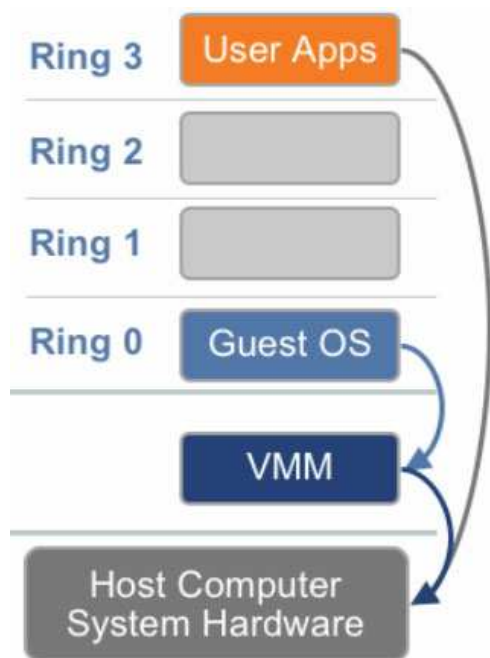 Ring 3 User Apps
Ring 2
Ring 1
Ring 0 Guest OS
VMM
Host Computer
System Hardware